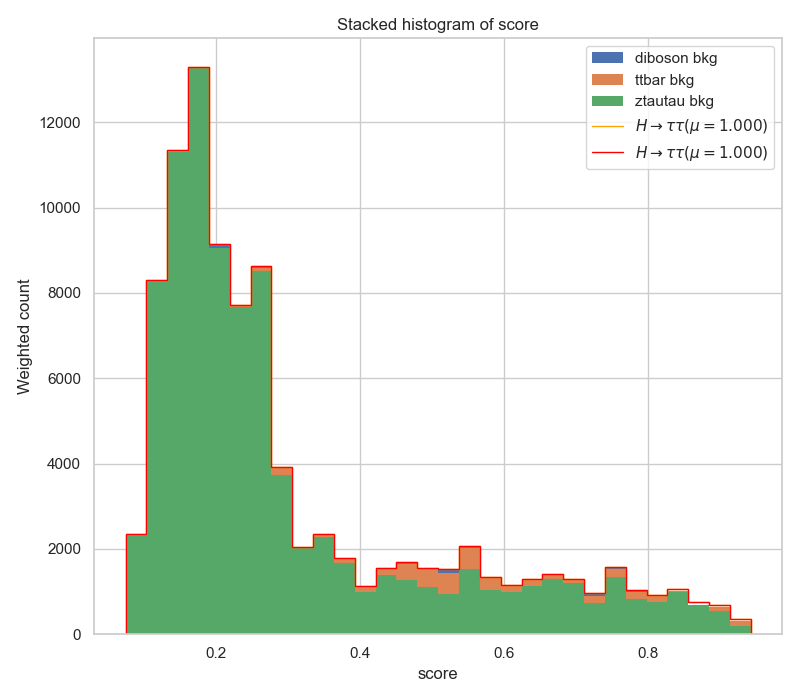 Stacked histogram of score
diboson bkg
ttbar bkg
ztautau bkg
H → ττ(μ = 1.000)
H → ττ(μ = 1.000)
Weighted count
12000
10000
8000
6000
4000
2000
0
0.2 0.4 0.6 0.8
score